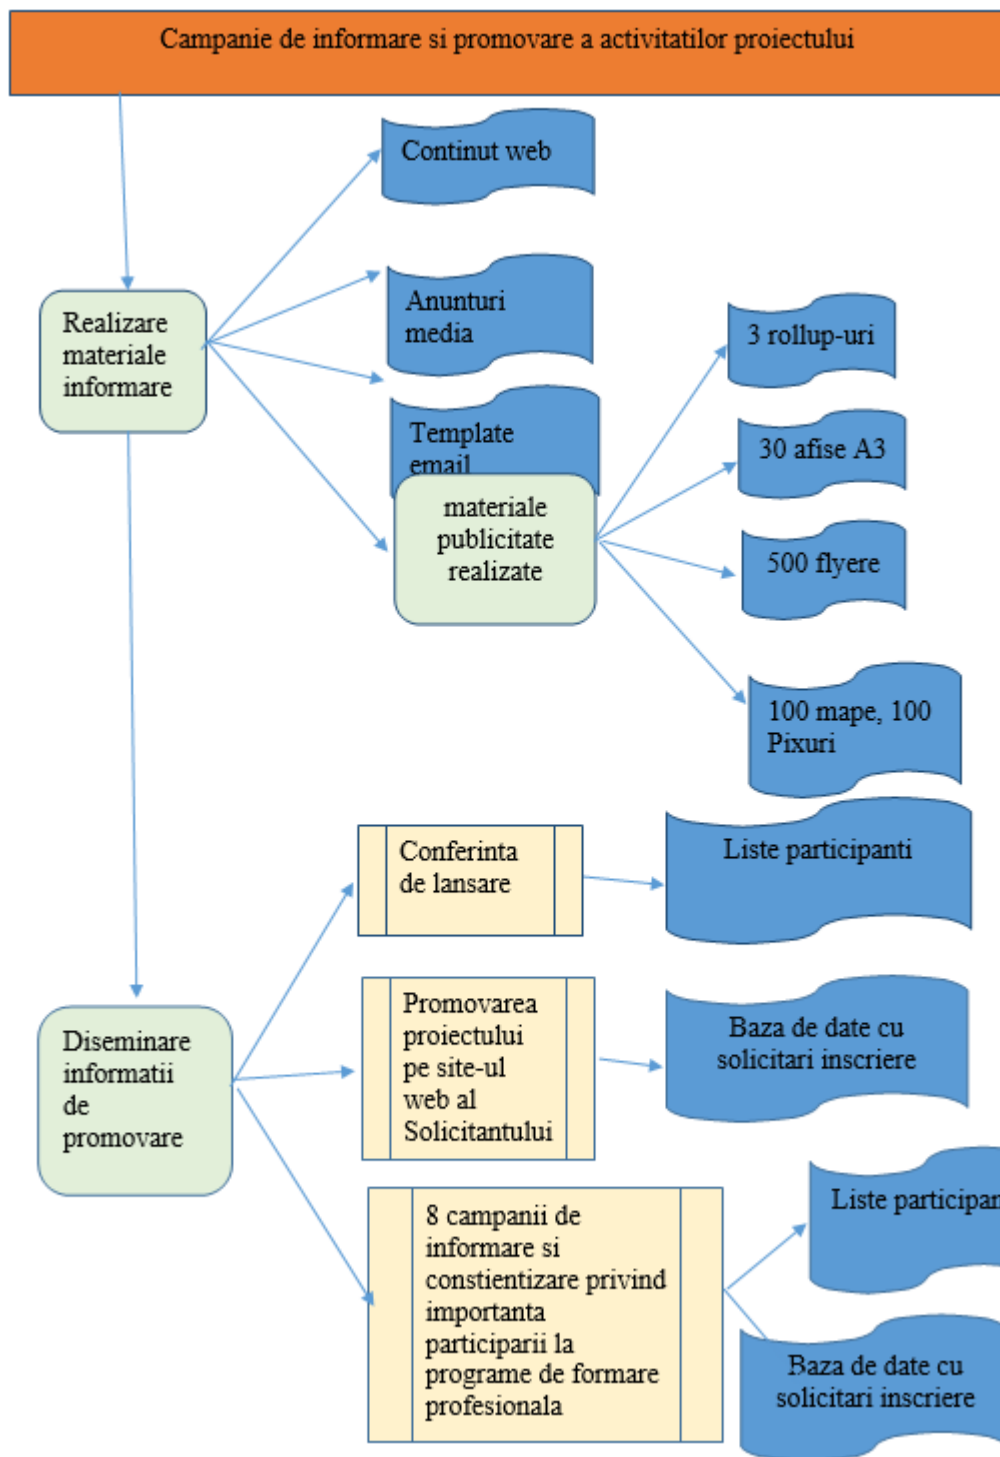 Campanie de informare si promovare a activitatilor proiectului
Continut web
Anunturi
media
Realizare
materiale
informare
3 rollup-uri
Template
email
30 afise A3
materiale
publicitate
realizate
500 flyere
100 mape, 100
Pixuri
Conferinta
de lansare
Liste participanti
Promovarea
proiectului
pe site-ul
web al
Solicitantului
Baza de date cu
solicitari inscriere
Diseminare
informatii
de
promovare
8 campanii de
informare si
constientizare privind
importanta
participarii la
programe de formare
profesionala
Liste participan
Baza de date cu
solicitari inscriere